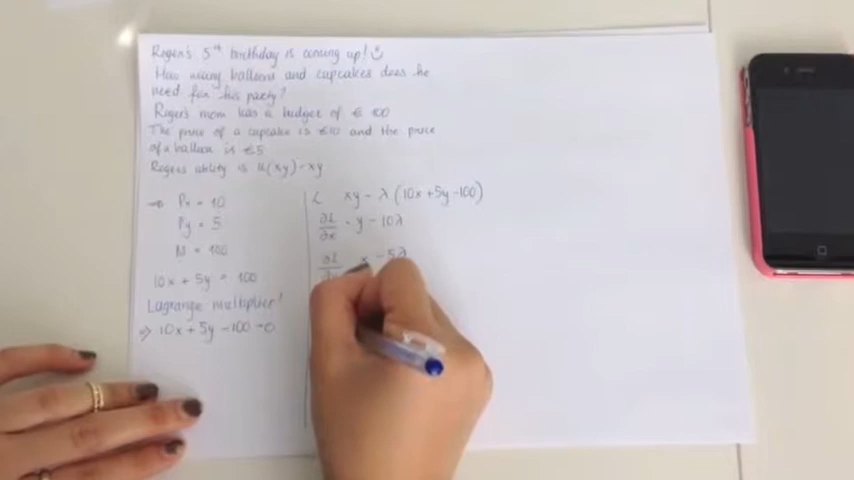 Roger's 5th birthday is coming up!
How many balloons and cupcakes does he
need for his party?
Roger's mom has a budget of € 100
The price of a cupcake is €10 and the price
of a balloon is €5
Rogers utility is u(xy) = xy
→ Px = 10
Py = 5
M = 100
10x + 5y = 100
Lagrange multiplier!
⇒ 10x + 5y - 100 = 0
L xy - λ (10x + 5y - 100)
∂L/∂x = y - 10λ
∂L x - 5λ